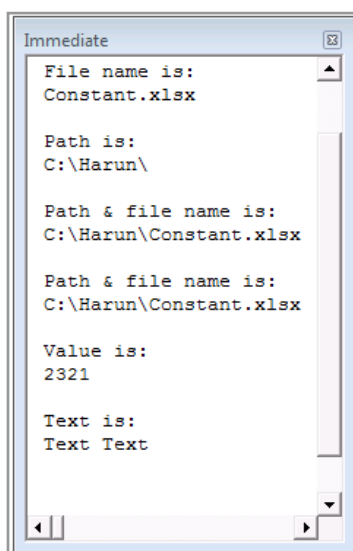 Immediate
File name is:
Constant.xlsx
Path is:
C:\Harun\
Path & file name is:
C:\Harun\Constant.xlsx
Path & file name is:
C:\Harun\Constant.xlsx
Value is:
2321
Text is:
Text Text